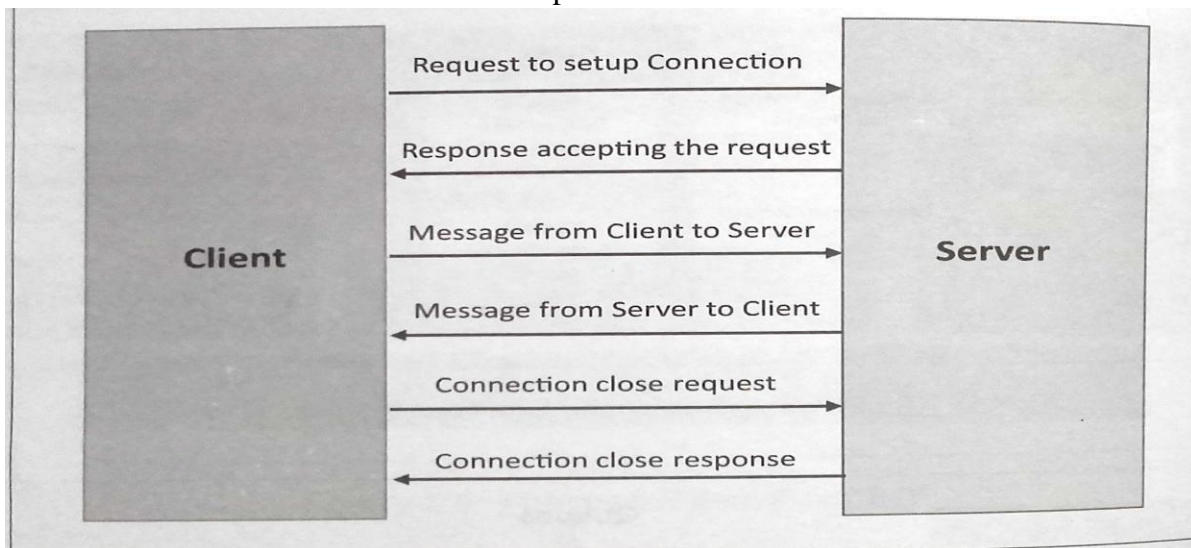 Request to setup Connection
Response accepting the request
Message from Client to Server
Client
Server
Message from Server to Client
Connection close request
Connection close response